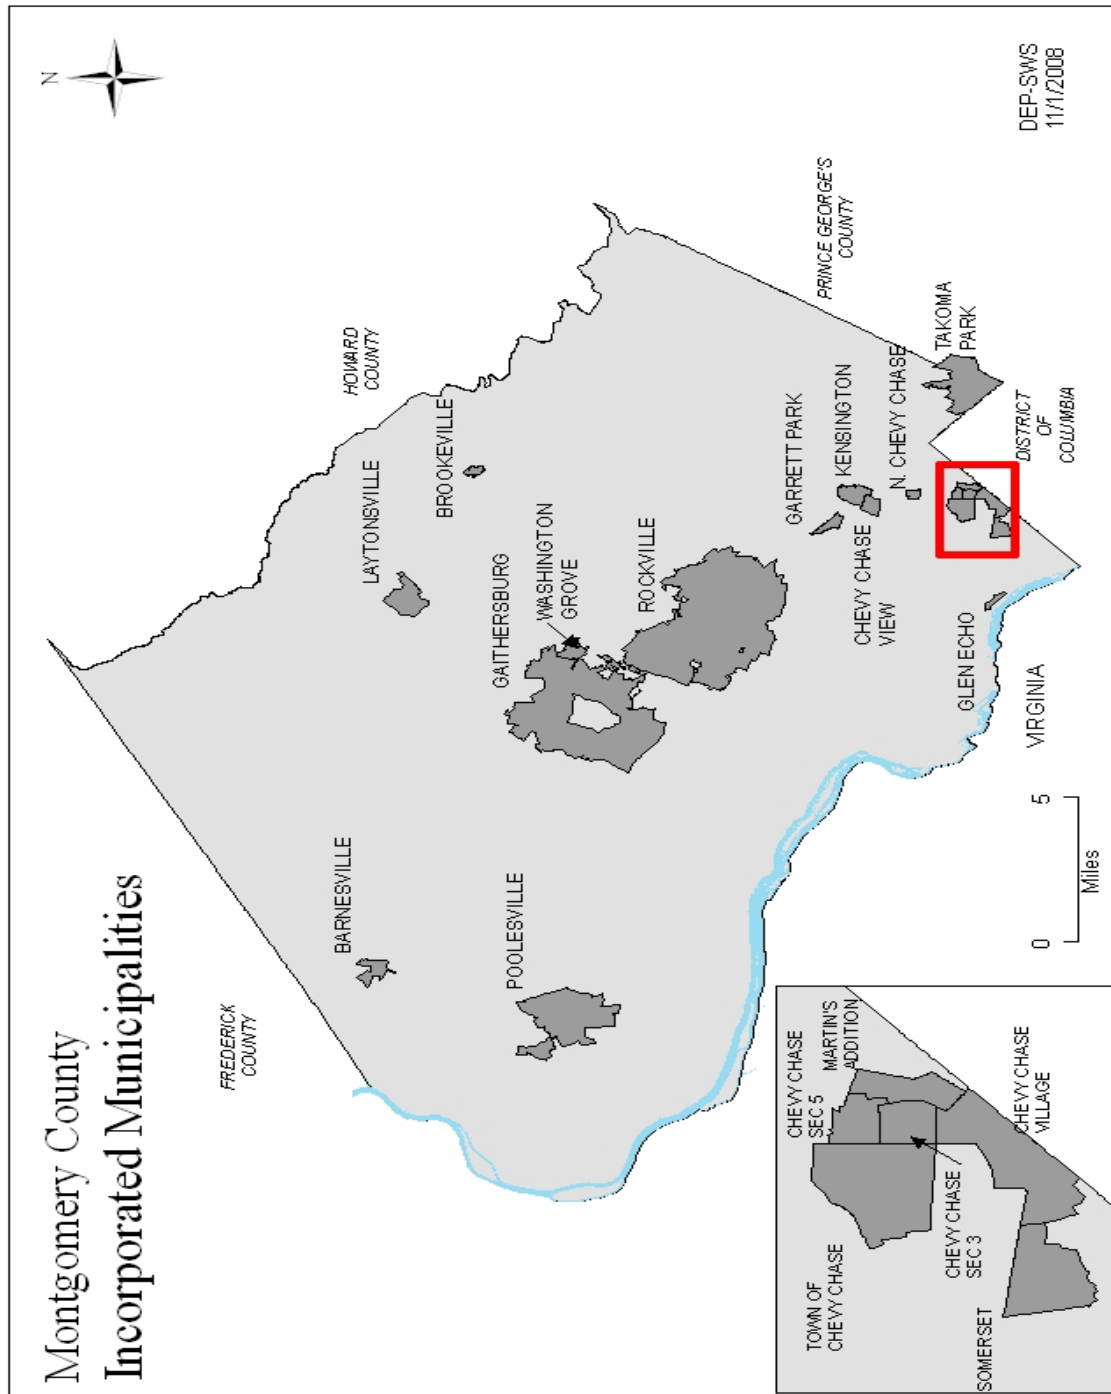 Montgomery County
Incorporated Municipalities
N
FREDERICK
COUNTY
HOWARD
COUNTY
BARNESVILLE
LAYTONSVILLE
BROOKEVILLE
POOLESVILLE
GAITHERSBURG
WASHINGTON
GROVE
ROCKVILLE
GARRETT PARK
KENSINGTON
PRINCE GEORGE'S
COUNTY
CHEVY CHASE
VIEW
N. CHEVY CHASE
TAKOMA
PARK
GLEN ECHO
VIRGINIA
DISTRICT
OF
COLUMBIA
0 5
Miles
DEP-SWS
11/1/2008
CHEVY CHASE
SEC 5
MARTIN'S
ADDITION
TOWN OF
CHEVY CHASE
CHEVY CHASE
SEC 3
SOMERSET
CHEVY CHASE
VILLAGE